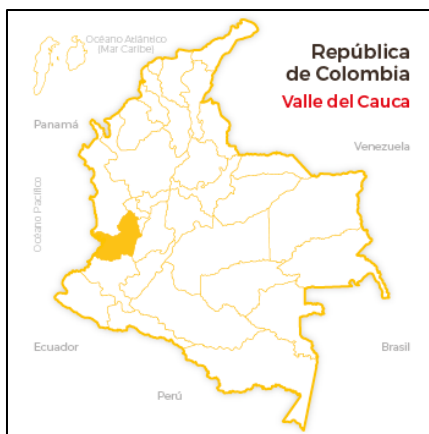 Océano Atlántico
(Mar Caribe)
República
de Colombia
Valle del Cauca
Panamá
Venezuela
Océano Pacífico
Ecuador
Brasil
Perú